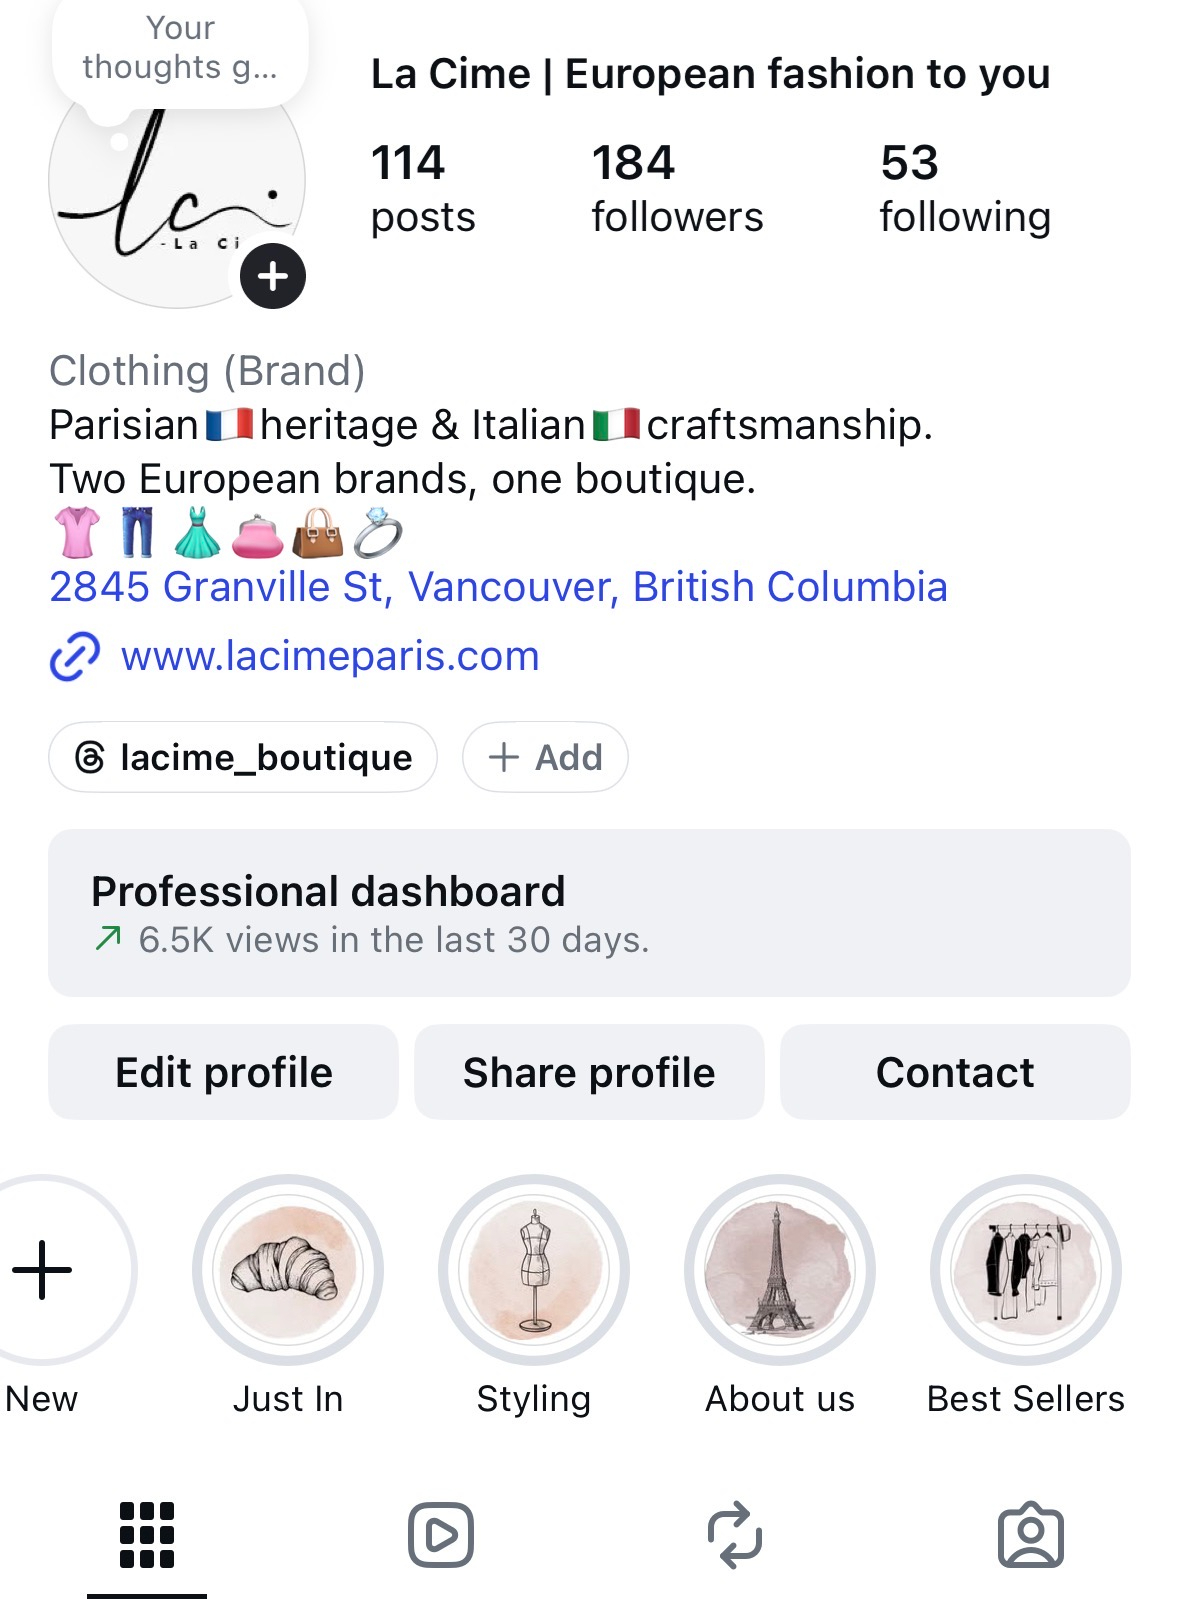 Your
thoughts g...
La Cime | European fashion to you
114 184 53
posts followers following
lc
- La Ci
Clothing (Brand)
Parisian🇫🇷heritage & Italian🇮🇹craftsmanship.
Two European brands, one boutique.
👚👖👗👛👜💍
2845 Granville St, Vancouver, British Columbia
www.lacimeparis.com
lacime_boutique + Add
Professional dashboard
6.5K views in the last 30 days.
Edit profile Share profile Contact
New Just In Styling About us Best Sellers